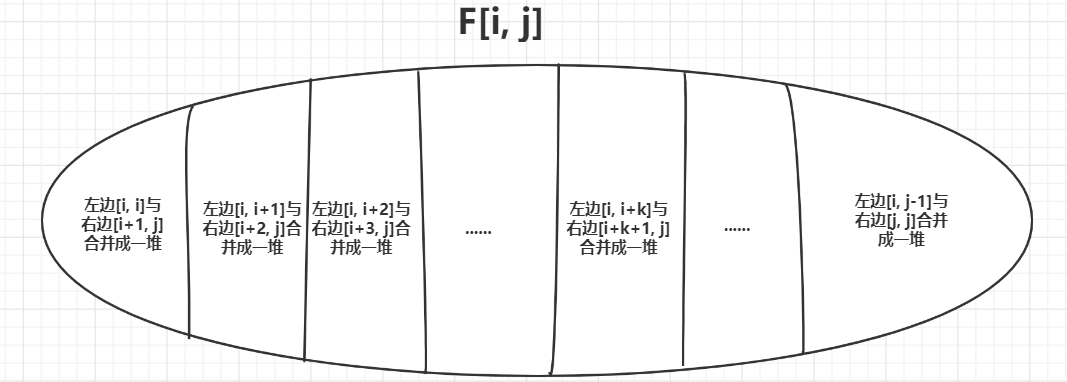 F[i, j]
左边[i, i]与
右边[i+1, j]
合并成一堆
左边[i, i+1]与
右边[i+2, j]合
并成一堆
左边[i, i+2]与
右边[i+3, j]合
并成一堆
......
左边[i, i+k]与
右边[i+k+1, j]
合并成一堆
......
左边[i, j-1]与
右边[j, j]合并
成一堆